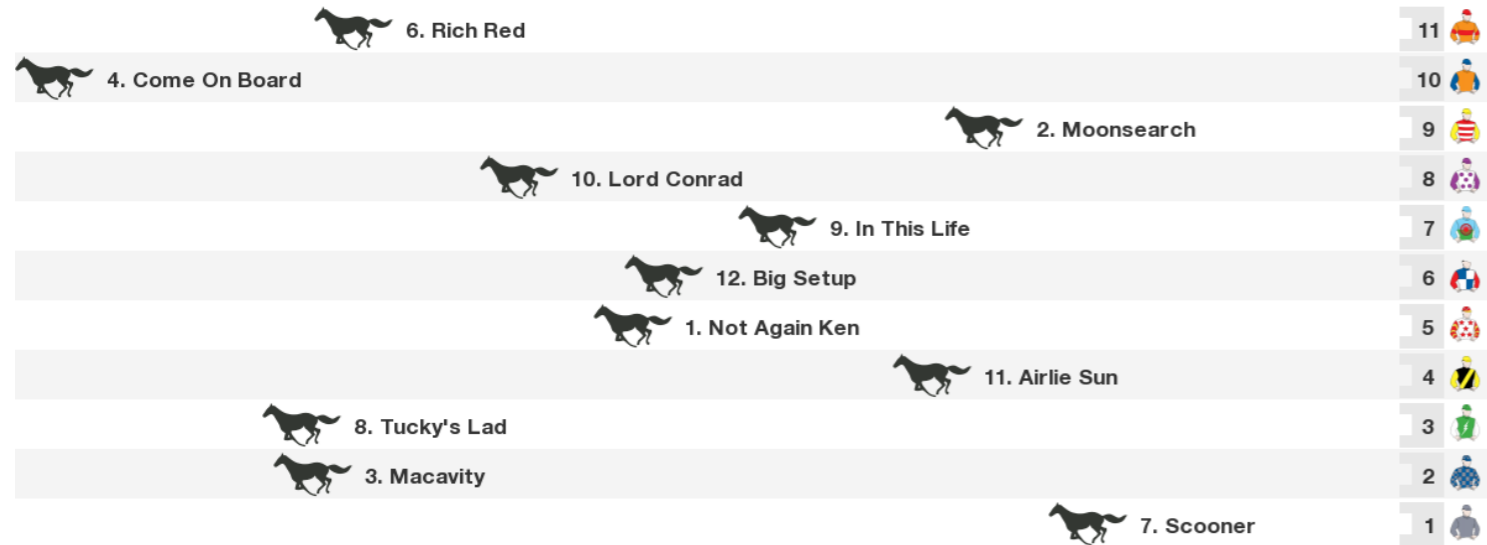 6. Rich Red 11
4. Come On Board 10
2. Moonsearch 9
10. Lord Conrad 8
9. In This Life 7
12. Big Setup 6
1. Not Again Ken 5
11. Airlie Sun 4
8. Tucky's Lad 3
3. Macavity 2
7. Scooner 1